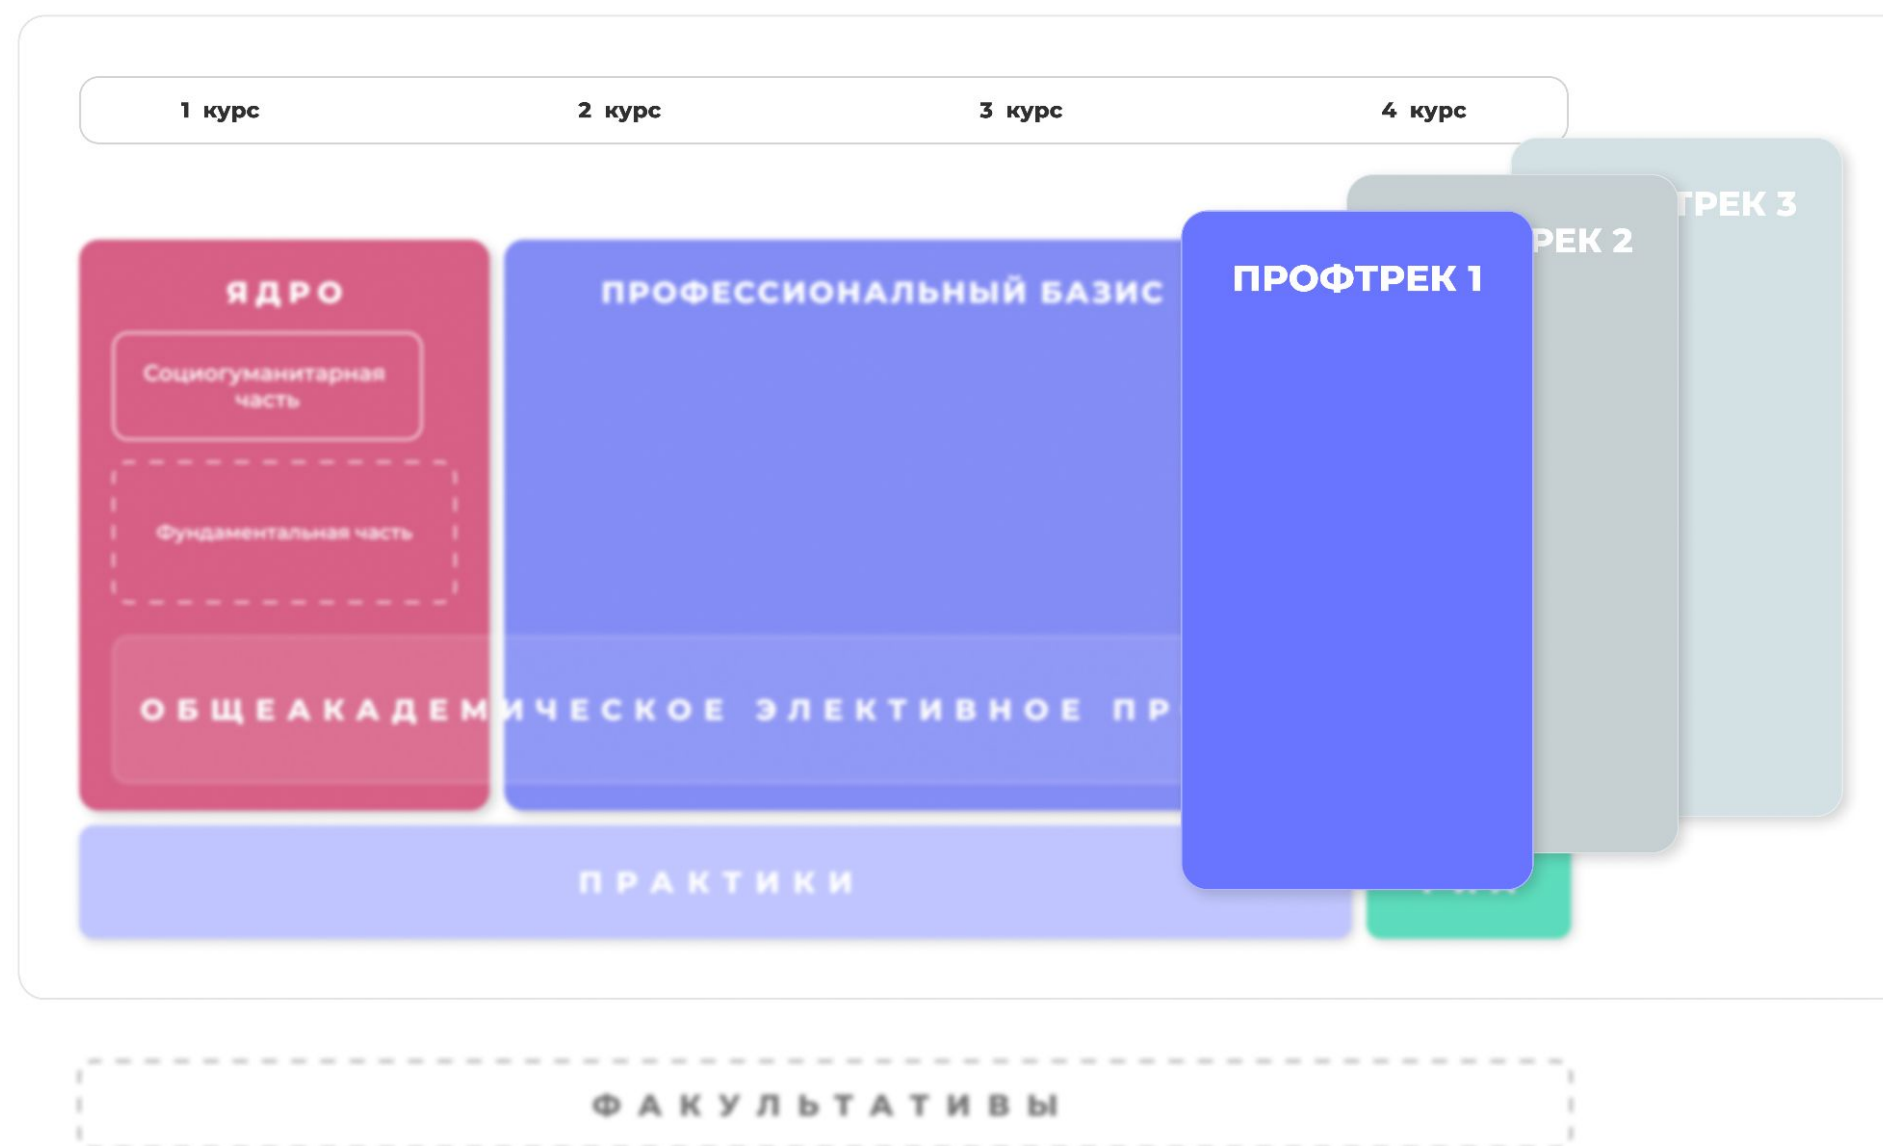 1 курс
2 курс
3 курс
4 курс
ТРЕК 3
РЕК 2
ПРОФТРЕК 1
ЯДРО
ПРОФЕССИОНАЛЬНЫЙ БАЗИС
Социогуманитарная
часть
Фундаментальная часть
ОБЩЕАКАДЕМИЧЕСКОЕ ЭЛЕКТИВНОЕ ПР
ПРАКТИКИ
ФАКУЛЬТАТИВЫ